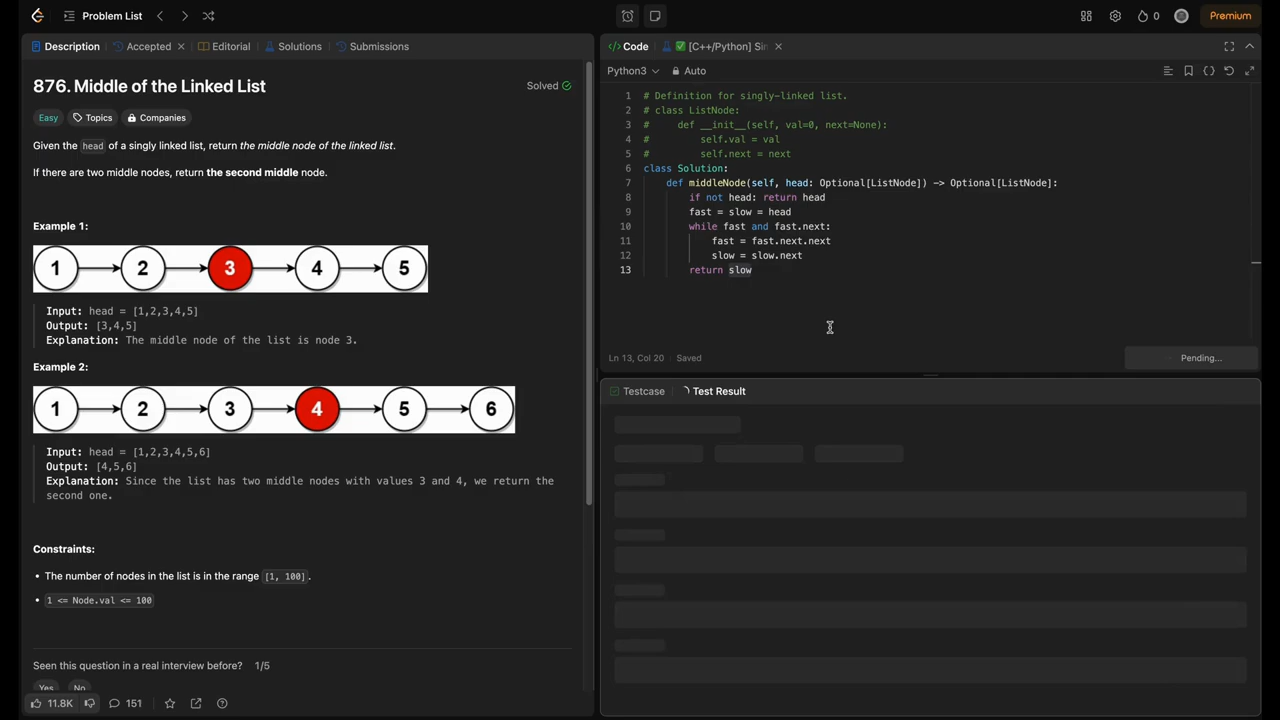 Problem List
0
Premium
Description
Accepted
Editorial
Solutions
Submissions
876. Middle of the Linked List
Solved
Easy
Topics
Companies
Given the head of a singly linked list, return the middle node of the linked list.
If there are two middle nodes, return the second middle node.
Example 1:
1 2 3 4 5
Input: head = [1,2,3,4,5]
Output: [3,4,5]
Explanation: The middle node of the list is node 3.
Example 2:
1 2 3 4 5 6
Input: head = [1,2,3,4,5,6]
Output: [4,5,6]
Explanation: Since the list has two middle nodes with values 3 and 4, we return the
second one.
Constraints:
• The number of nodes in the list is in the range [1, 100].
• 1 <= Node.val <= 100
Seen this question in a real interview before? 1/5
Yes No
11.8K
151
</> Code
[C++/Python] Sin
Python3
Auto
1 # Definition for singly-linked list.
2 # class ListNode:
3 #     def __init__(self, val=0, next=None):
4 #         self.val = val
5 #         self.next = next
6 class Solution:
7     def middleNode(self, head: Optional[ListNode]) -> Optional[ListNode]:
8         if not head: return head
9         fast = slow = head
10         while fast and fast.next:
11             fast = fast.next.next
12             slow = slow.next
13         return slow
Ln 13, Col 20 Saved
Pending...
Testcase
Test Result